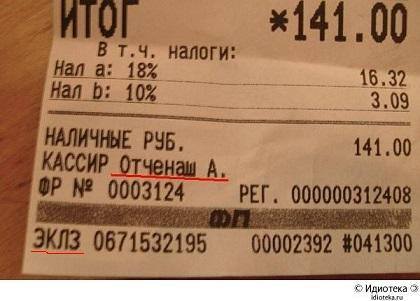 ИТОГ *141.00
В т.ч. налоги:
Нал а: 18% 16.32
Нал b: 10% 3.09
НАЛИЧНЫЕ РУБ. 141.00
КАССИР Отченаш А.
ФР № 0003124 РЕГ. 000000312408
ФП
ЭКЛЗ 0671532195 00002392 #041300
© Идиотека
idioteka.ru